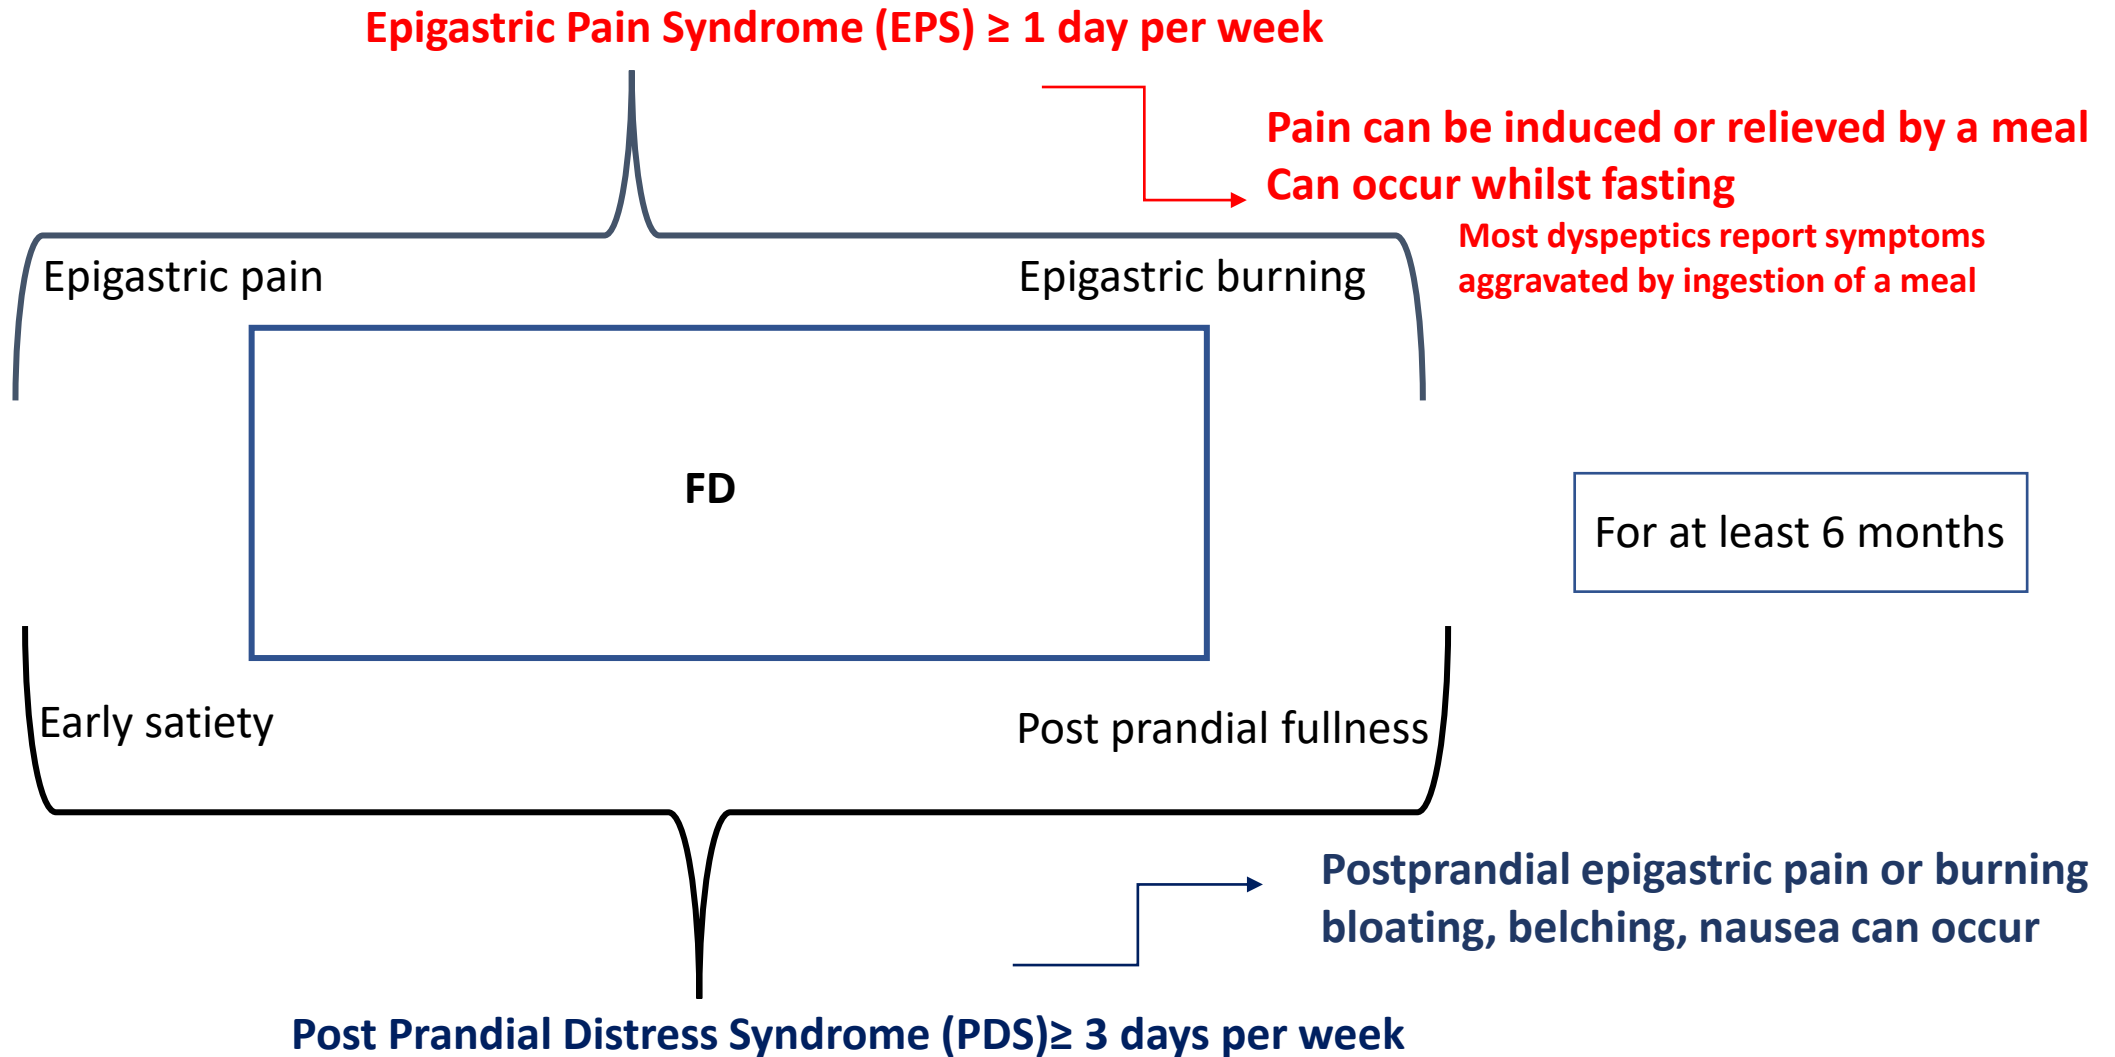 Epigastric Pain Syndrome (EPS) ≥ 1 day per week
Pain can be induced or relieved by a meal
Can occur whilst fasting
Most dyspeptics report symptoms
aggravated by ingestion of a meal
Epigastric pain
Epigastric burning
FD
For at least 6 months
Early satiety
Post prandial fullness
Postprandial epigastric pain or burning
bloating, belching, nausea can occur
Post Prandial Distress Syndrome (PDS)≥ 3 days per week